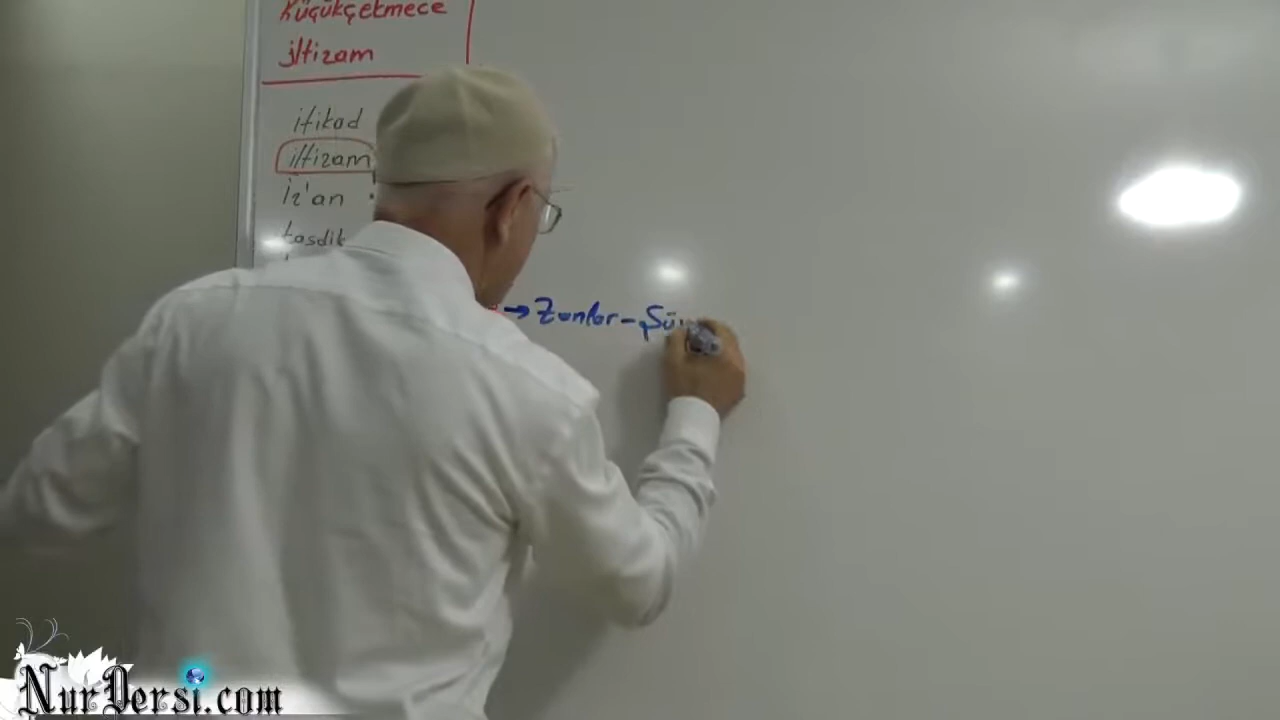 Küçükçekmece
iltizam
itikad
iltizam
İz'an
tasdik
→ Zanlar - Şü
NurDersi.com